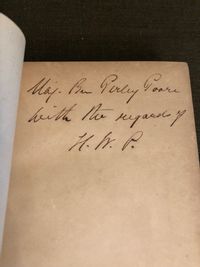 Maj. Ben Perley Poore
with the regards of
H. W. P.